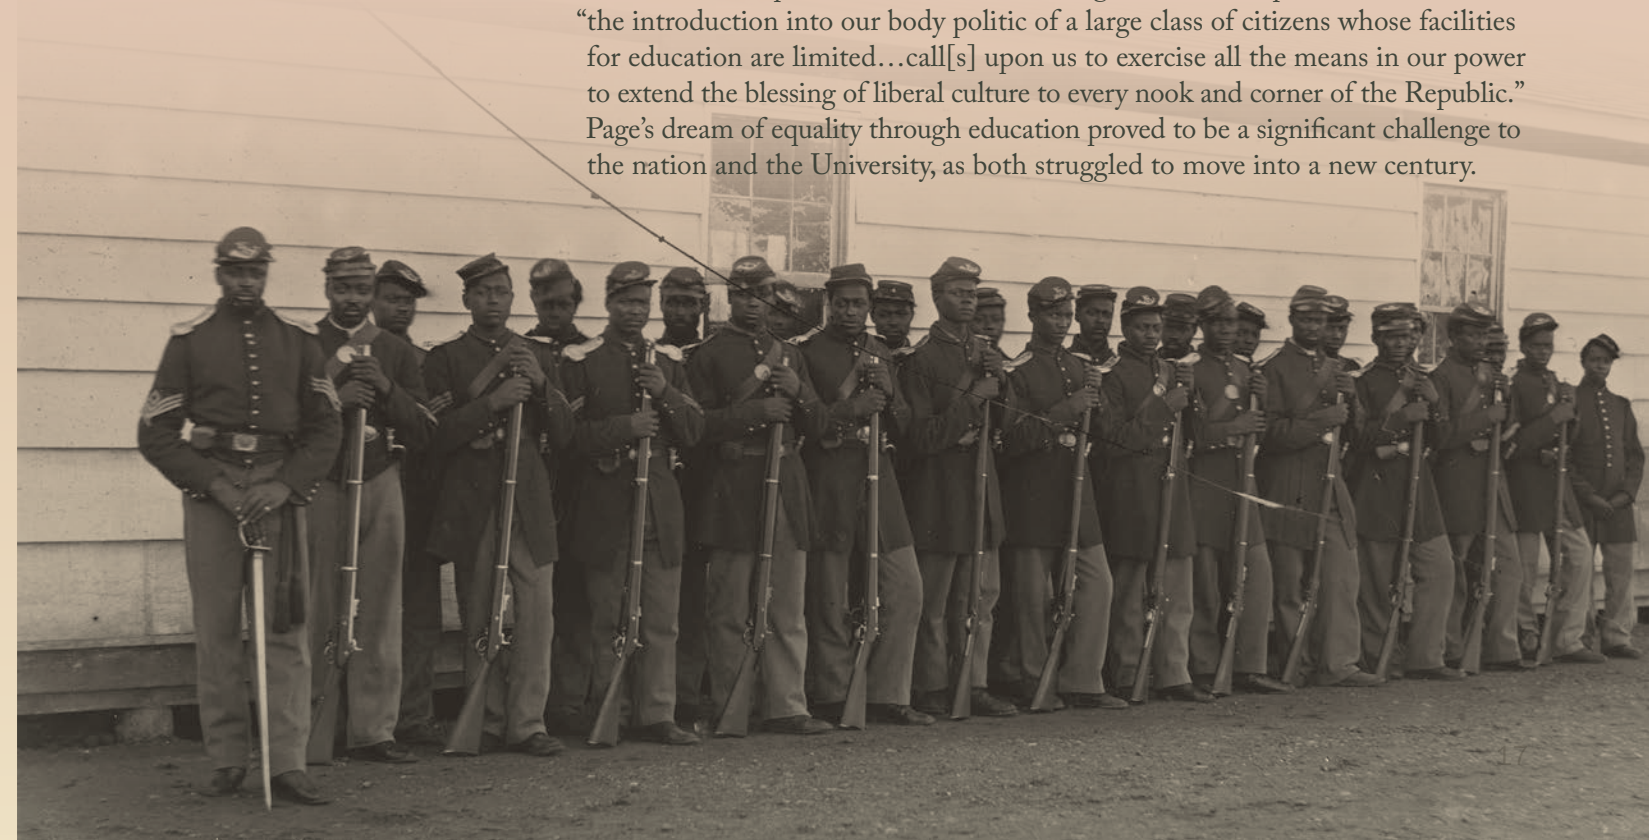 “the introduction into our body politic of a large class of citizens whose facilities
for education are limited…call[s] upon us to exercise all the means in our power
to extend the blessing of liberal culture to every nook and corner of the Republic.”
Page’s dream of equality through education proved to be a significant challenge to
the nation and the University, as both struggled to move into a new century.